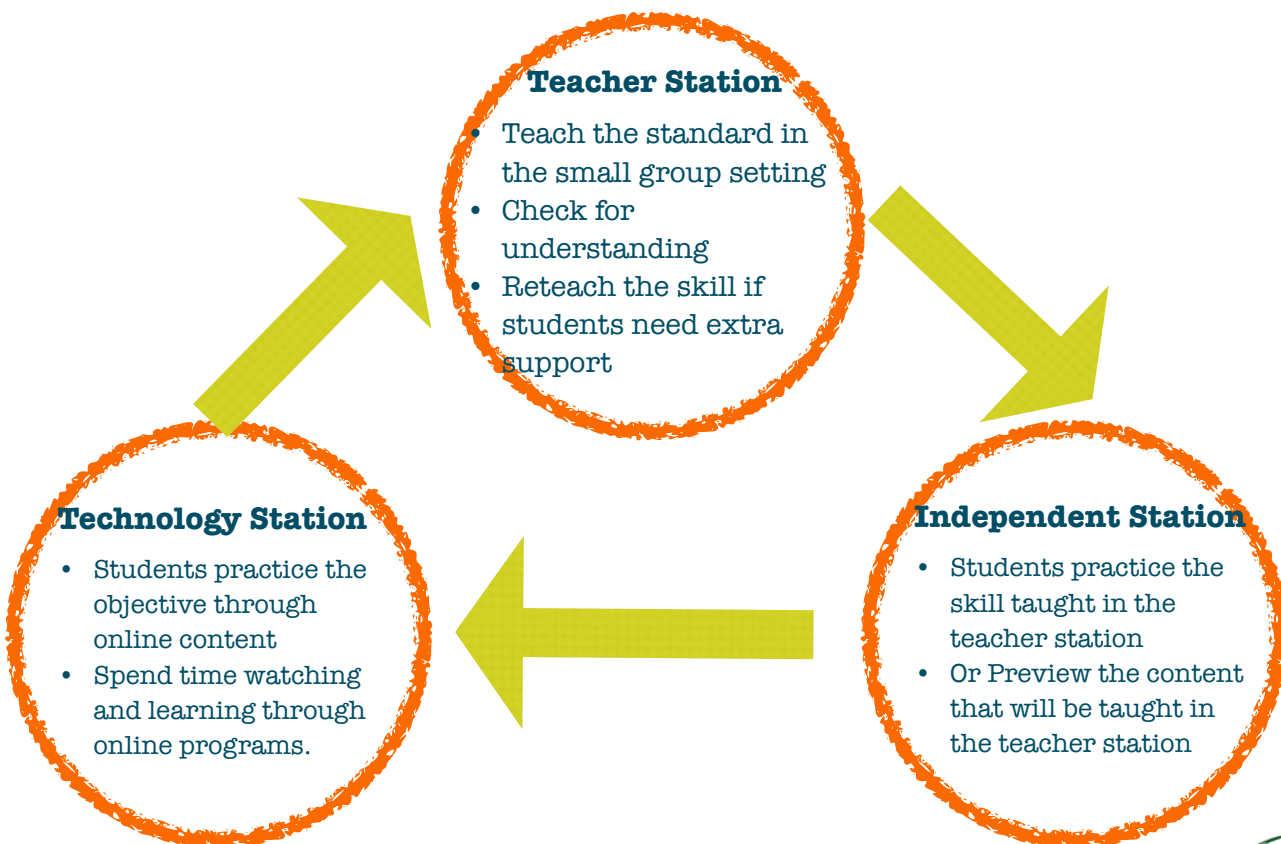 Teacher Station
• Teach the standard in
the small group setting
• Check for
understanding
• Reteach the skill if
students need extra
support
Technology Station
• Students practice the
objective through
online content
• Spend time watching
and learning through
online programs.
Independent Station
• Students practice the
skill taught in the
teacher station
• Or Preview the content
that will be taught in
the teacher station